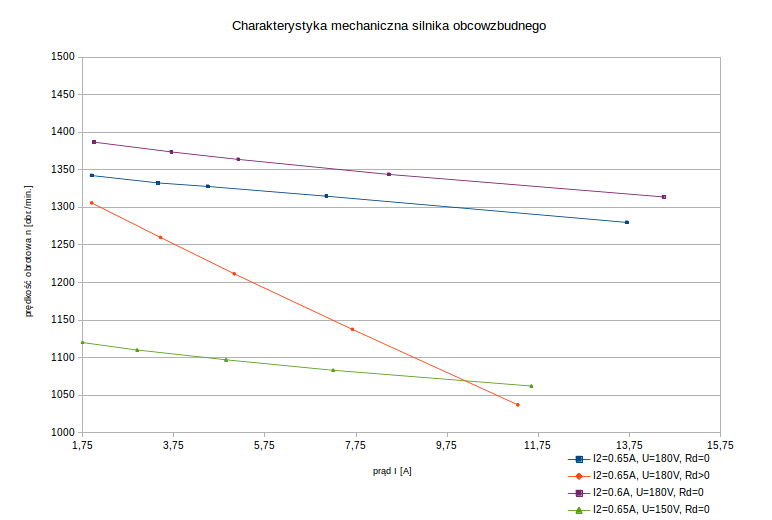 Charakterystyka mechaniczna silnika obcowzbudnego
1500
1450
1400
1350
1300
1250
1200
1150
1100
1050
1000
prędkość obrotowa n [obr./min.]
1,75 3,75 5,75 7,75 9,75 11,75 13,75 15,75
prąd I [A]
I2=0.65A, U=180V, Rd=0
I2=0.65A, U=180V, Rd>0
I2=0.6A, U=180V, Rd=0
I2=0.65A, U=150V, Rd=0